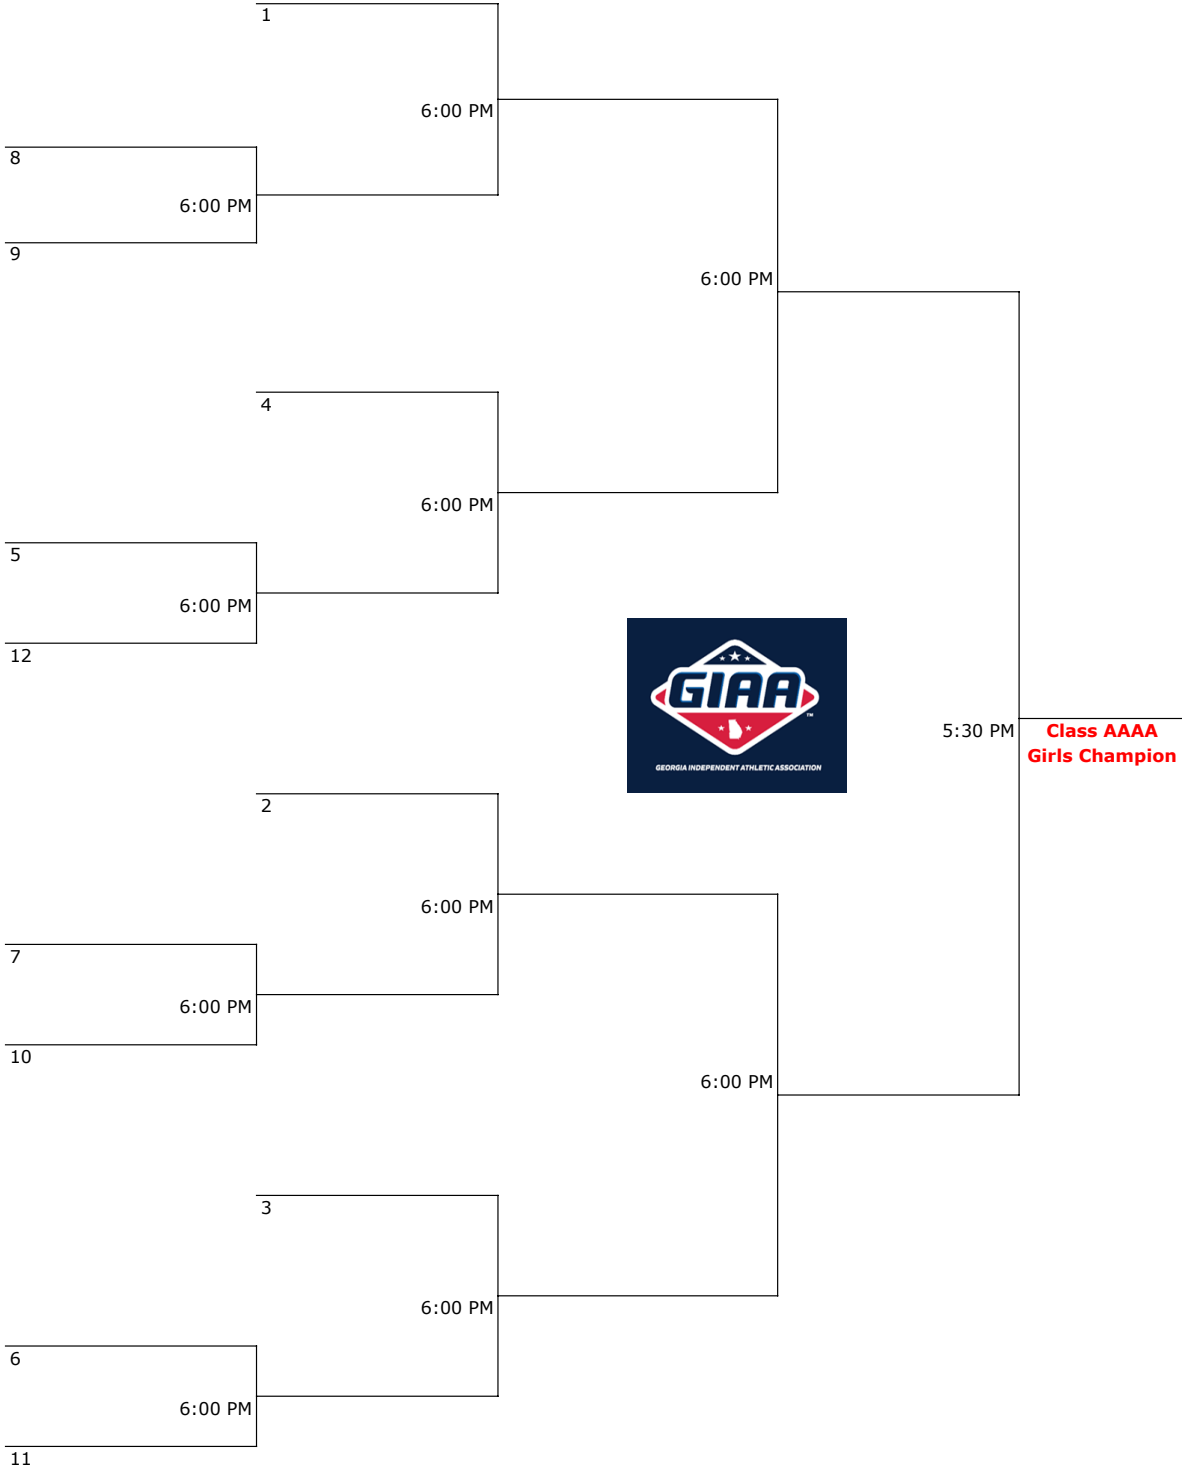 1
6:00 PM
8
6:00 PM
9
6:00 PM
4
6:00 PM
5
6:00 PM
12
GIAA
TM
GEORGIA INDEPENDENT ATHLETIC ASSOCIATION
5:30 PM
Class AAAA
Girls Champion
2
6:00 PM
7
6:00 PM
10
6:00 PM
3
6:00 PM
6
6:00 PM
11